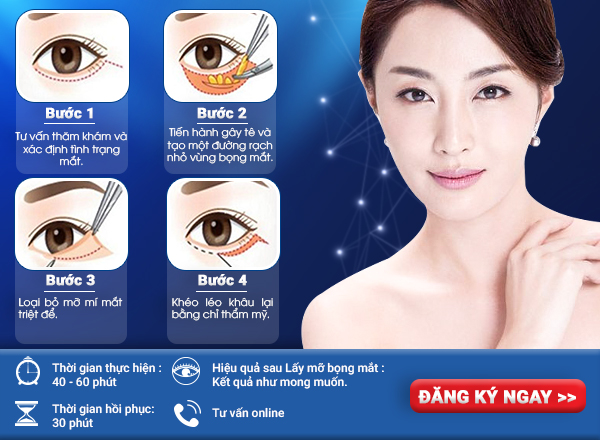 Bước 1
Tư vấn thăm khám và
xác định tình trạng
mắt.
Bước 2
Tiến hành gây tê và
tạo một đường rạch
nhỏ vùng bọng mắt.
Bước 3
Loại bỏ mỡ mí mắt
triệt để.
Bước 4
Khéo léo khâu lại
bằng chỉ thẩm mỹ.
Thời gian thực hiện :
40 - 60 phút
Hiệu quả sau Lấy mỡ bọng mắt :
Kết quả như mong muốn.
Thời gian hồi phục:
30 phút
Tư vấn online
ĐĂNG KÝ NGAY >>